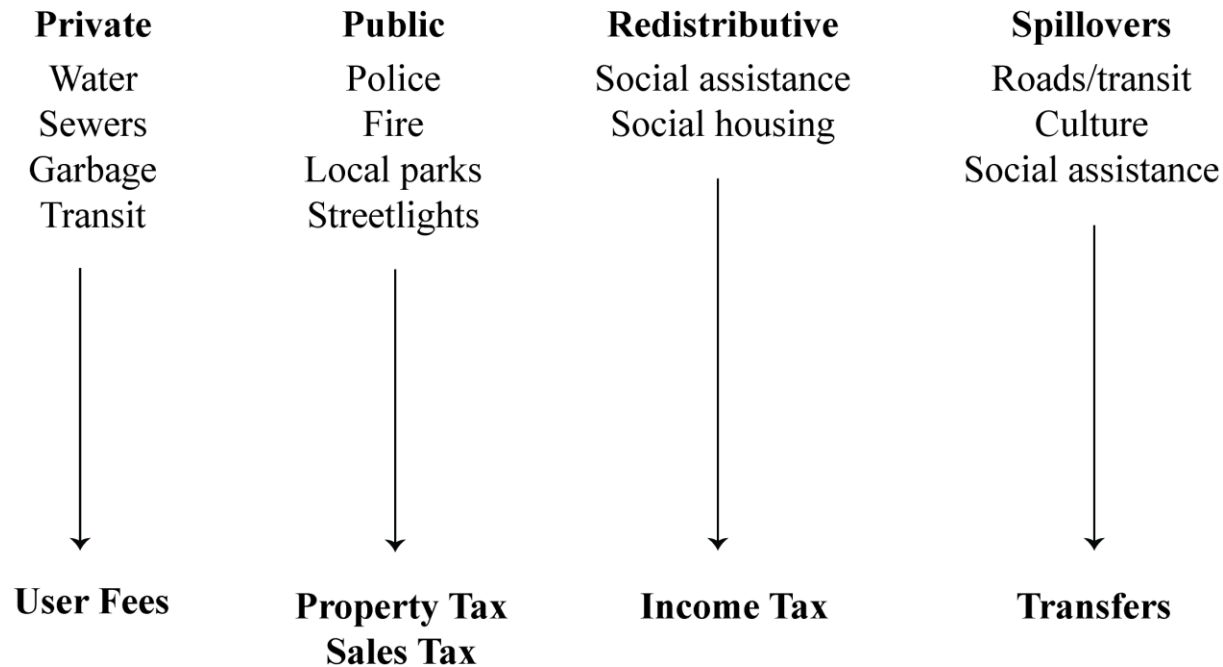 Private
Water
Sewers
Garbage
Transit
User Fees
Public
Police
Fire
Local parks
Streetlights
Property Tax
Sales Tax
Redistributive
Social assistance
Social housing
Income Tax
Spillovers
Roads/transit
Culture
Social assistance
Transfers